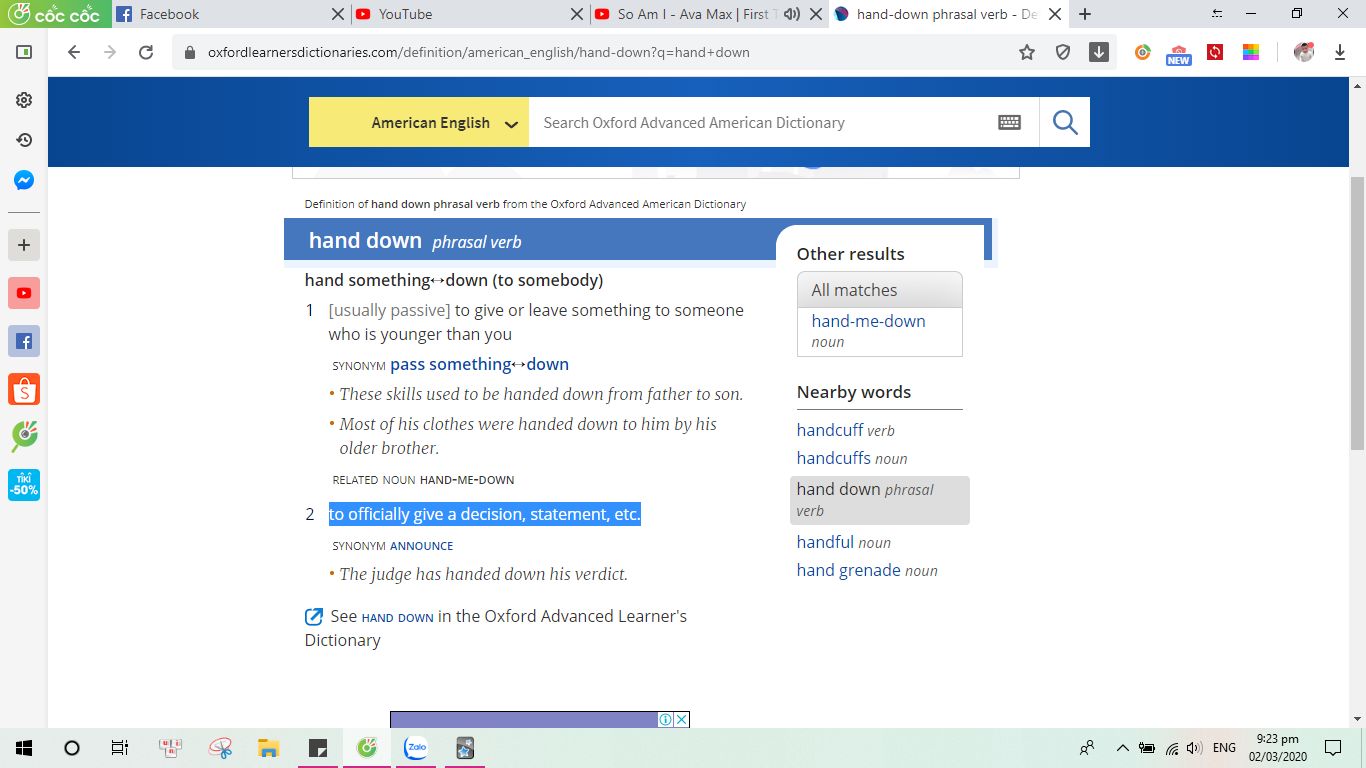 cốc cốc
Facebook
YouTube
So Am I - Ava Max | First T
hand-down phrasal verb - De
oxfordlearnersdictionaries.com/definition/american_english/hand-down?q=hand+down
NEW
American English
Search Oxford Advanced American Dictionary
Definition of hand down phrasal verb from the Oxford Advanced American Dictionary
hand down phrasal verb
hand something↔down (to somebody)
1 [usually passive] to give or leave something to someone
who is younger than you
SYNONYM pass something↔down
• These skills used to be handed down from father to son.
• Most of his clothes were handed down to him by his
older brother.
RELATED NOUN HAND-ME-DOWN
2 to officially give a decision, statement, etc.
SYNONYM ANNOUNCE
• The judge has handed down his verdict.
See HAND DOWN in the Oxford Advanced Learner's
Dictionary
Other results
All matches
hand-me-down
noun
Nearby words
handcuff verb
handcuffs noun
hand down phrasal
verb
handful noun
hand grenade noun
TIKI
-50%
Zalo
ENG
9:23 pm
02/03/2020